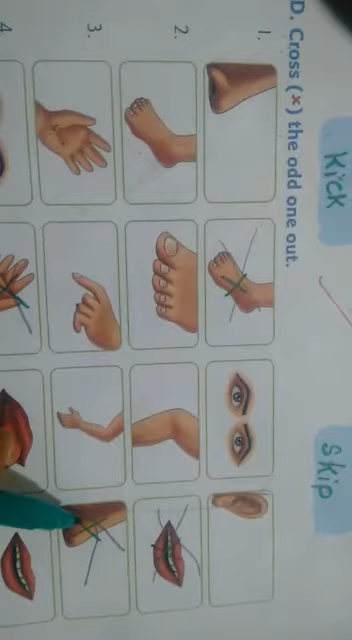 Kick
Skip
D. Cross (×) the odd one out.
1.
2.
3.
4.